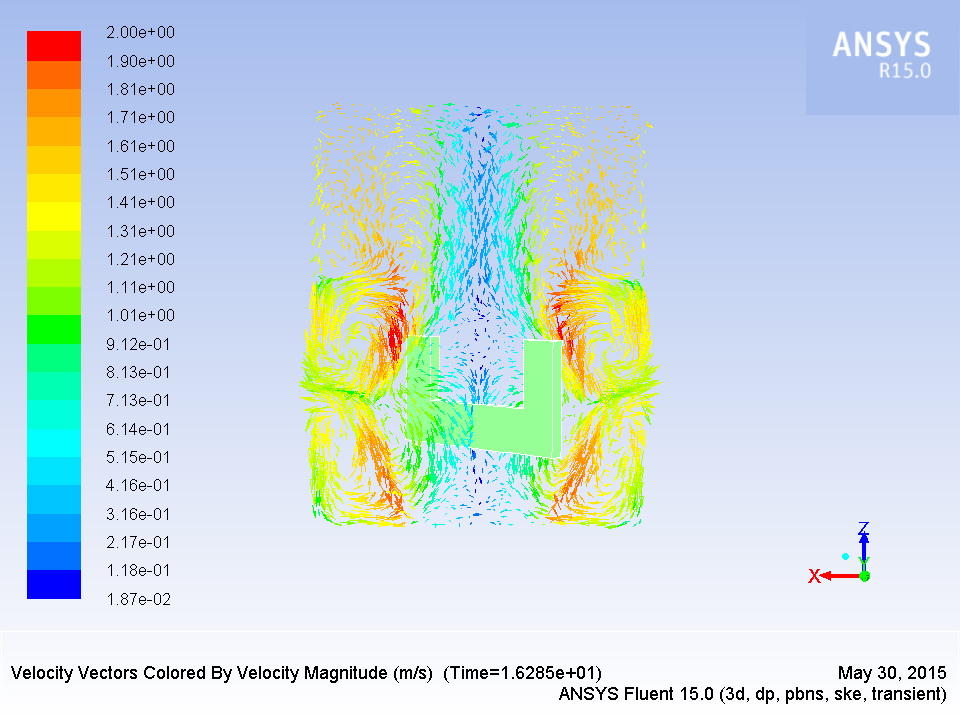 2.00e+00
1.90e+00
1.81e+00
1.71e+00
1.61e+00
1.51e+00
1.41e+00
1.31e+00
1.21e+00
1.11e+00
1.01e+00
9.12e-01
8.13e-01
7.13e-01
6.14e-01
5.15e-01
4.16e-01
3.16e-01
2.17e-01
1.18e-01
1.87e-02
ANSYS
R15.0
Z
Y
X
Velocity Vectors Colored By Velocity Magnitude (m/s)  (Time=1.6285e+01)
May 30, 2015
ANSYS Fluent 15.0 (3d, dp, pbns, ske, transient)